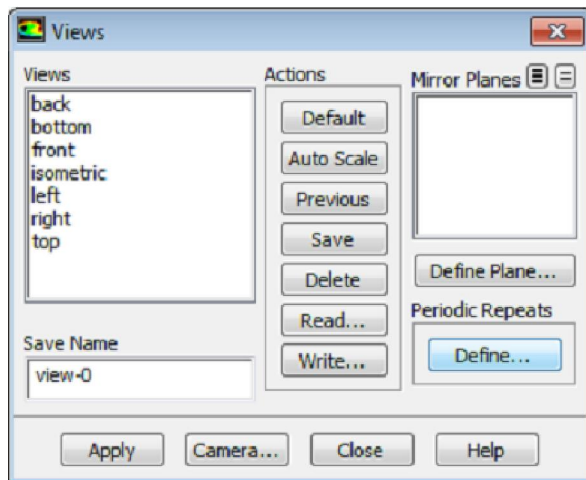 Views
Views
back
bottom
front
isometric
left
right
top
Save Name
view-0
Actions
Default
Auto Scale
Previous
Save
Delete
Read...
Write...
Mirror Planes
Define Plane...
Periodic Repeats
Define...
Apply
Camera...
Close
Help